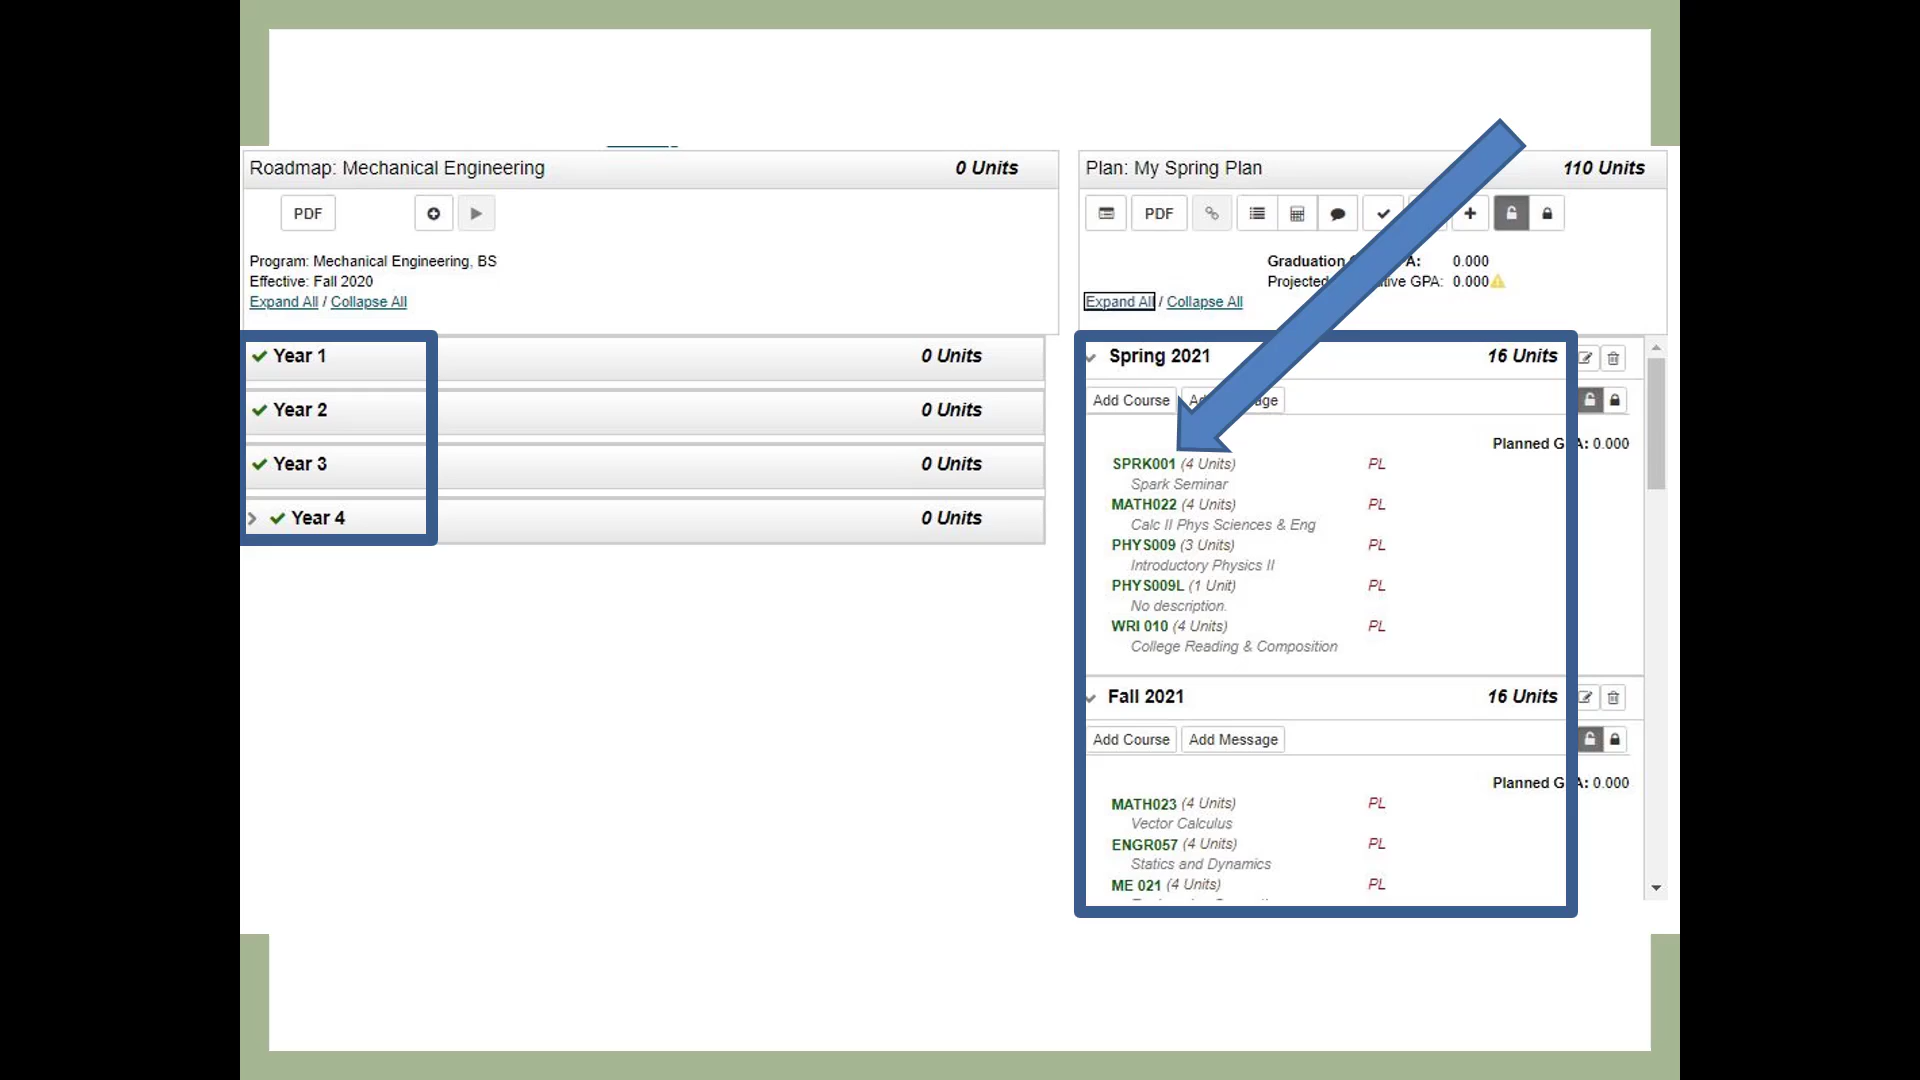 Roadmap: Mechanical Engineering 0 Units
PDF
Program: Mechanical Engineering, BS
Effective: Fall 2020
Expand All / Collapse All
Year 1 0 Units
Year 2 0 Units
Year 3 0 Units
Year 4 0 Units
Plan: My Spring Plan 110 Units
PDF
Graduation PA: 0.000
Projected tive GPA: 0.000
Expand All / Collapse All
Spring 2021 16 Units
Add Course
Planned G A: 0.000
SPRK001 (4 Units) PL
Spark Seminar
MATH022 (4 Units) PL
Calc II Phys Sciences & Eng
PHYS009 (3 Units) PL
Introductory Physics II
PHYS009L (1 Unit) PL
No description.
WRI 010 (4 Units) PL
College Reading & Composition
Fall 2021 16 Units
Add Course Add Message
Planned G A: 0.000
MATH023 (4 Units) PL
Vector Calculus
ENGR057 (4 Units) PL
Statics and Dynamics
ME 021 (4 Units) PL